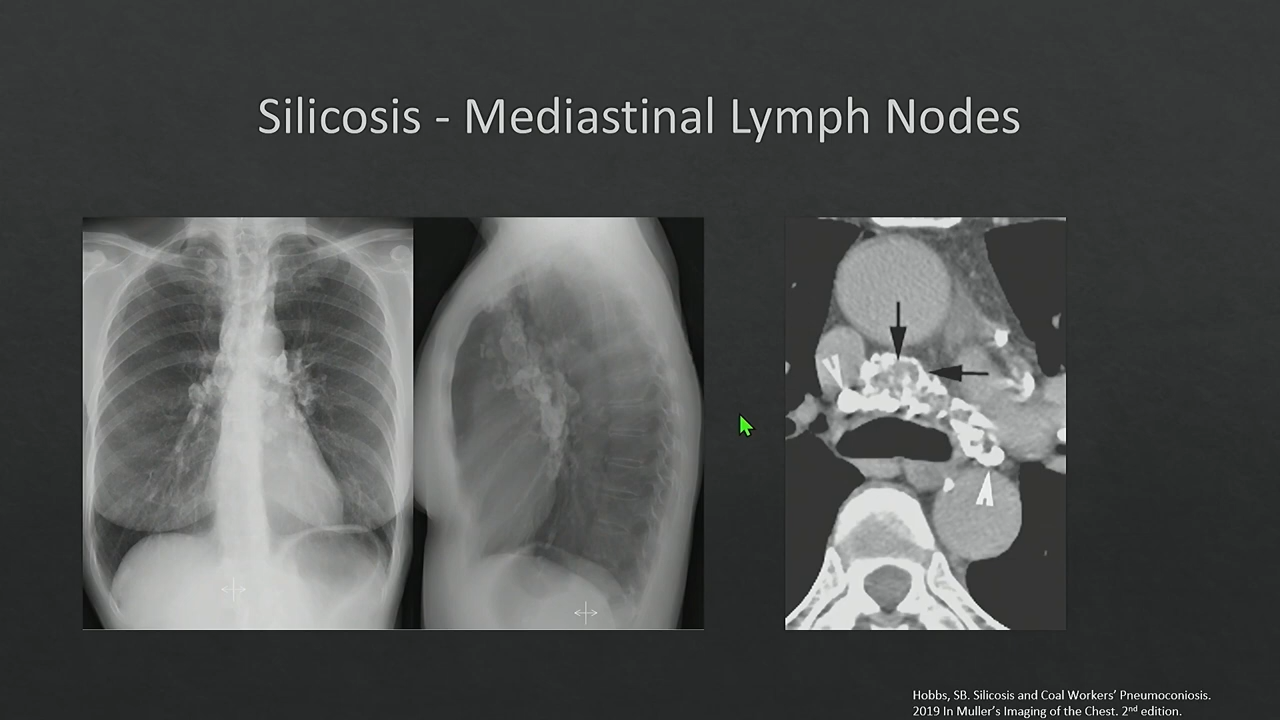 Silicosis - Mediastinal Lymph Nodes
Hobbs, SB. Silicosis and Coal Workers’ Pneumoconiosis.
2019 In Muller’s Imaging of the Chest. 2nd edition.